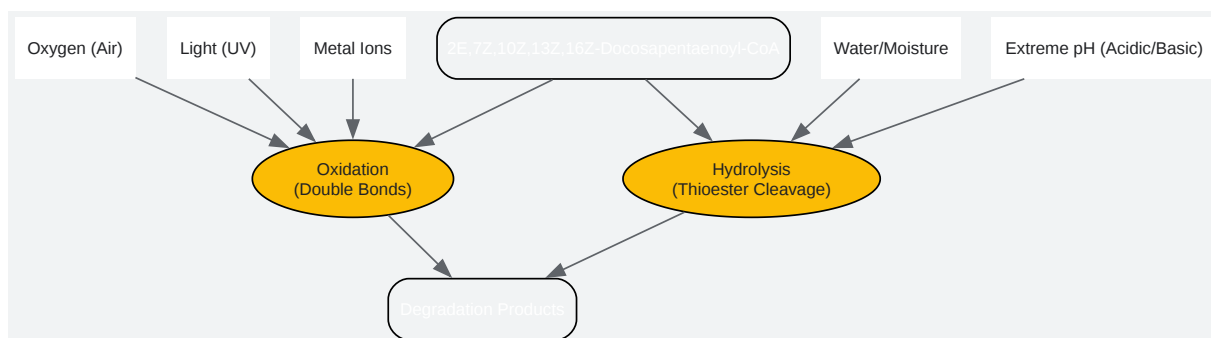 Oxygen (Air)
Light (UV)
Metal Ions
2E,7Z,10Z,13Z,16Z-Docosapentaenoyl-CoA
Water/Moisture
Extreme pH (Acidic/Basic)
Oxidation
(Double Bonds)
Hydrolysis
(Thioester Cleavage)
Degradation Products